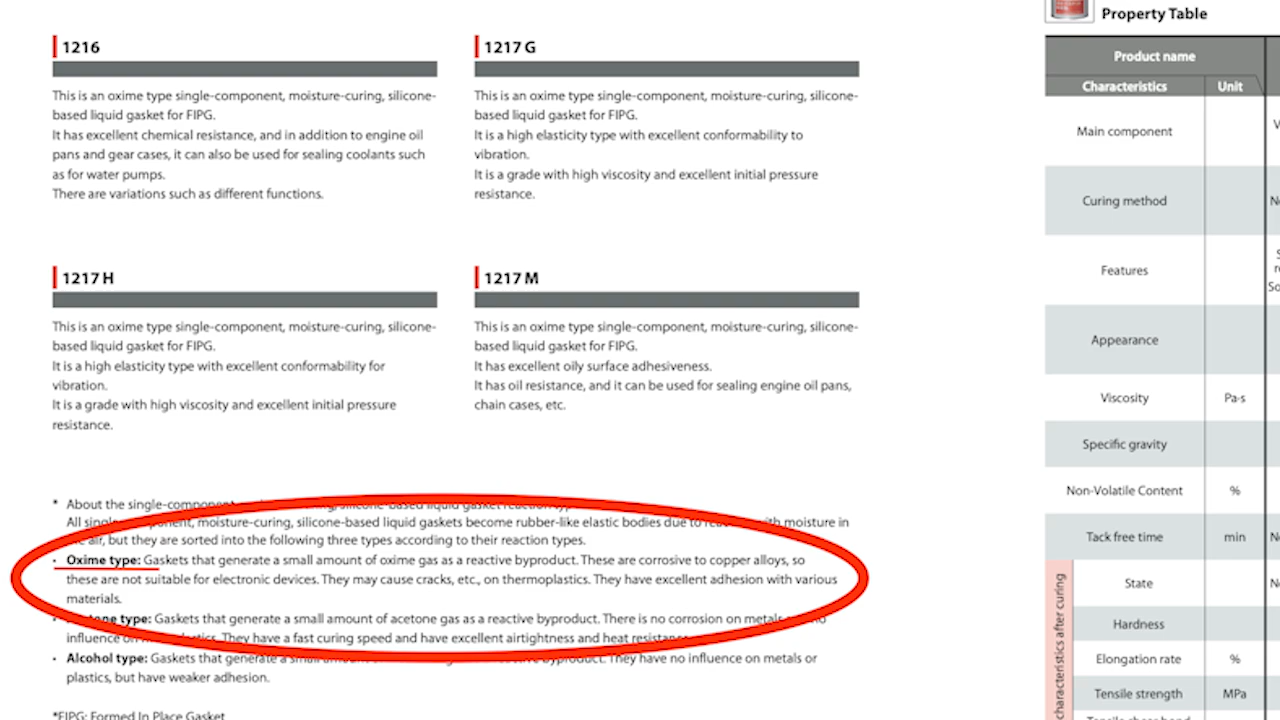 1216
This is an oxime type single-component, moisture-curing, silicone-
based liquid gasket for FIPG.
It has excellent chemical resistance, and in addition to engine oil
pans and gear cases, it can also be used for sealing coolants such
as for water pumps.
There are variations such as different functions.
1217 G
This is an oxime type single-component, moisture-curing, silicone-
based liquid gasket for FIPG.
It is a high elasticity type with excellent conformability to
vibration.
It is a grade with high viscosity and excellent initial pressure
resistance.
1217 H
This is an oxime type single-component, moisture-curing, silicone-
based liquid gasket for FIPG.
It is a high elasticity type with excellent conformability for
vibration.
It is a grade with high viscosity and excellent initial pressure
resistance.
1217 M
This is an oxime type single-component, moisture-curing, silicone-
based liquid gasket for FIPG.
It has excellent oily surface adhesiveness.
It has oil resistance, and it can be used for sealing engine oil pans,
chain cases, etc.
* About the single-component silicone-based liquid gasket reaction
All moisture-curing, silicone-based liquid gaskets become rubber-like elastic bodies due to with moisture in
air, but they are sorted into the following three types according to their reaction types.
· Oxime type: Gaskets that generate a small amount of oxime gas as a reactive byproduct. These are corrosive to copper alloys, so
these are not suitable for electronic devices. They may cause cracks, etc., on thermoplastics. They have excellent adhesion with various
materials.
type: Gaskets that generate a small amount of acetone gas as a reactive byproduct. There is no corrosion on metals
influence They have a fast curing speed and have excellent airtightness and heat
· Alcohol type: Gaskets that generate a small byproduct. They have no influence on metals or
plastics, but have weaker adhesion.
*FIPG: Formed In Place Gasket
Property Table
Product name
Characteristics Unit
Main component
Curing method
Features
Appearance
Viscosity Pa·s
Specific gravity
Non-Volatile Content %
Tack free time min
characteristics after curing
State
Hardness
Elongation rate %
Tensile strength MPa